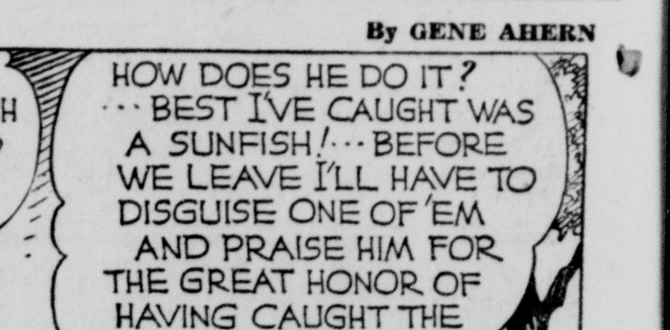 By GENE AHERN
H
HOW DOES HE DO IT?
...BEST I'VE CAUGHT WAS
A SUNFISH!...BEFORE
WE LEAVE I'LL HAVE TO
DISGUISE ONE OF 'EM
AND PRAISE HIM FOR
THE GREAT HONOR OF
HAVING CAUGHT THE